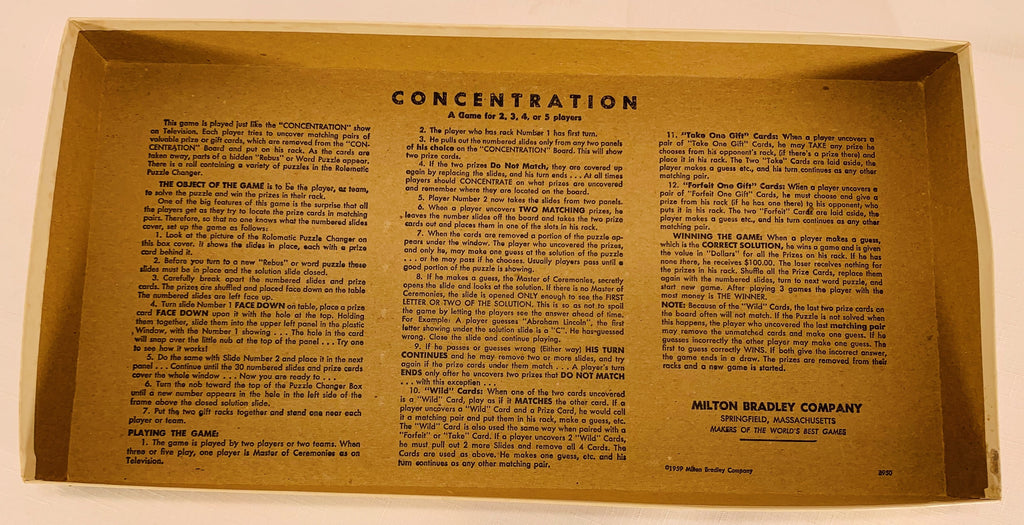 CONCENTRATION
A Game for 2, 3, 4, or 5 players
This game is played just like the "CONCENTRATION" show
on Television. Each player tries to uncover matching pairs of
valuable prize or gift cards, which are removed from the "CON-
CENTRATION" Board and put on his rack. As the cards are
taken away, parts of a hidden "Rebus" or Word Puzzle appear.
There is a roll containing a variety of puzzles in the Rolomatic
Puzzle Changer.
THE OBJECT OF THE GAME is to be the player, or team,
to solve the puzzle and win the prizes in their rack.
One of the big features of this game is the surprise that all
the players get as they try to locate the prize cards in matching
pairs. Therefore, so that no one knows what the numbered slides
cover, set up the game as follows:
1. Look at the picture of the Rolomatic Puzzle Changer on
this box cover. It shows the slides in place, each with a prize
card behind it.
2. Before you turn to a new "Rebus" or word puzzle these
slides must be in place and the solution slide closed.
3. Carefully break apart the numbered slides and prize
cards. The prizes are shuffled and placed face down on the table
The numbered slides are left face up.
4. Turn slide Number 1 FACE DOWN on table, place a prize
card FACE DOWN upon it with the hole at the top. Holding
them together, slide them into the upper left panel in the plastic
Window, with the Number 1 showing . . . The hole in the card
will snap over the little nub at the top of the panel . . . Try one
to see how it works!
5. Do the same with Slide Number 2 and place it in the next
panel . . . Continue until the 30 numbered slides and prize cards
cover the whole window . . . Now you are ready to . . .
6. Turn the nob toward the top of the Puzzle Changer Box
until a new number appears in the hole in the left side of the
frame above the closed solution slide.
7. Put the two gift racks together and stand one near each
player or team.
PLAYING THE GAME:
1. The game is played by two players or two teams. When
three or five play, one player is Master of Ceremonies as on
Television.
2. The player who has rack Number 1 has first turn.
3. He pulls out the numbered slides only from any two panels
of his choice on the "CONCENTRATION" Board. This will show
two prize cards.
4. If the two prizes Do Not Match, they are covered up
again by replacing the slides, and his turn ends . . . At all times
players should CONCENTRATE on what prizes are uncovered
and remember where they are located on the board.
5. Player Number 2 now takes the slides from two panels.
6. When a player uncovers TWO MATCHING prizes, he
leaves the number slides off the board and takes the two prize
cards out and places them in one of the slots in his rack.
7. When the cards are removed a portion of the puzzle ap-
pears under the window. The player who uncovered the prizes,
and only he, may make one guess at the solution of the puzzle
. . . or he may pass if he chooses. Usually players pass until a
good portion of the puzzle is showing.
8. If he makes a guess, the Master of Ceremonies, secretly
opens the slide and looks at the solution. If there is no Master of
Ceremonies, the slide is opened ONLY enough to see the FIRST
LETTER OR TWO OF THE SOLUTION. This is so as not to spoil
the game by letting the players see the answer ahead of time.
For Example: A player guesses "Abraham Lincoln", the first
letter showing under the solution slide is a "C". He has guessed
wrong. Close the slide and continue playing.
9. If he passes or guesses wrong (Either way) HIS TURN
CONTINUES and he may removed two or more slides, and try
again if the prize cards under them match . . . A player's turn
ENDS only after he uncovers two prizes that DO NOT MATCH
. . . with this exception . . .
10. "Wild" Cards: When one of the two cards uncovered
is a "Wild" Card, play as if it MATCHES the other card. If a
player uncovers a "Wild" Card and a Prize Card, he would call
it a matching pair and put them in his rack, make a guess, etc.
The "Wild" Card is also used the same way when paired with a
"Forfeit" or "Take" Card. If a player uncovers 2 "Wild" Cards,
he must pull out 2 more Slides and remove all 4 Cards. The
Cards are used as above. He makes one guess, etc. and his
turn continues as any other matching pair.
11. "Take One Gift" Cards: When a player uncovers a
pair of "Take One Gift" Cards, he may TAKE any prize he
chooses from his opponent's rack, (if there's a prize there) and
place it in his rack. The Two "Take" Cards are laid aside, the
player makes a guess etc., and his turn continues as any other
matching pair.
12. "Forfeit One Gift" Cards: When a player uncovers a
pair of "Forfeit One Gift" Cards, he must choose and give a
prize from his rack (if he has one there) to his opponent, who
puts it in his rack. The two "Forfeit" Cards are laid aside, the
player makes a guess etc., and his turn continues as any other
matching pair.
WINNING THE GAME: When a player makes a guess,
which is the CORRECT SOLUTION, he wins a game and is given
the value in "Dollars" for all the Prizes on his rack. If he has
none there, he receives $100.00. The loser receives nothing for
the prizes in his rack. Shuffle all the Prize Cards, replace them
again with the numbered slides, turn to next word puzzle, and
start new game. After playing 3 games the player with the
most money is THE WINNER.
NOTE: Because of the "Wild" Cards, the last two prize cards on
the board often will not match. If the Puzzle is not solved when
this happens, the player who uncovered the last matching pair
may remove the unmatched cards and make one guess. If he
guesses incorrectly the other player may make one guess. The
first to guess correctly WINS. If both give the incorrect answer,
the game ends in a draw. The prizes are removed from their
racks and a new game is started.
MILTON BRADLEY COMPANY
SPRINGFIELD, MASSACHUSETTS
MAKERS OF THE WORLD'S BEST GAMES
©1959 Milton Bradley Company
8950